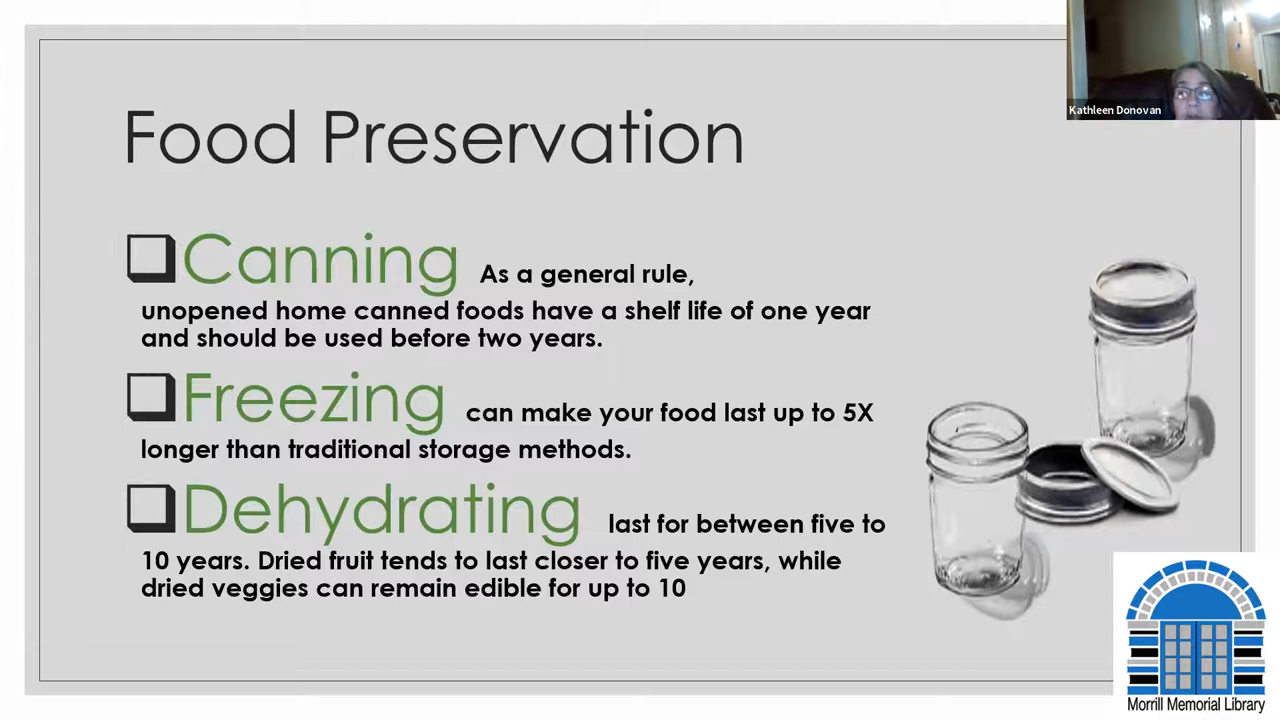 Kathleen Donovan
Food Preservation
❑Canning As a general rule,
unopened home canned foods have a shelf life of one year
and should be used before two years.
❑Freezing can make your food last up to 5X
longer than traditional storage methods.
❑Dehydrating last for between five to
10 years. Dried fruit tends to last closer to five years, while
dried veggies can remain edible for up to 10
Morrill Memorial Library